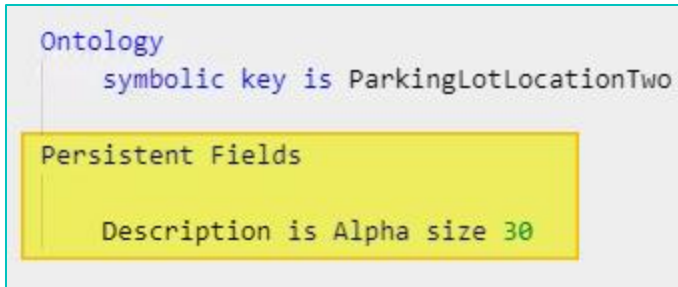 Ontology
symbolic key is ParkingLotLocationTwo
Persistent Fields
Description is Alpha size 30